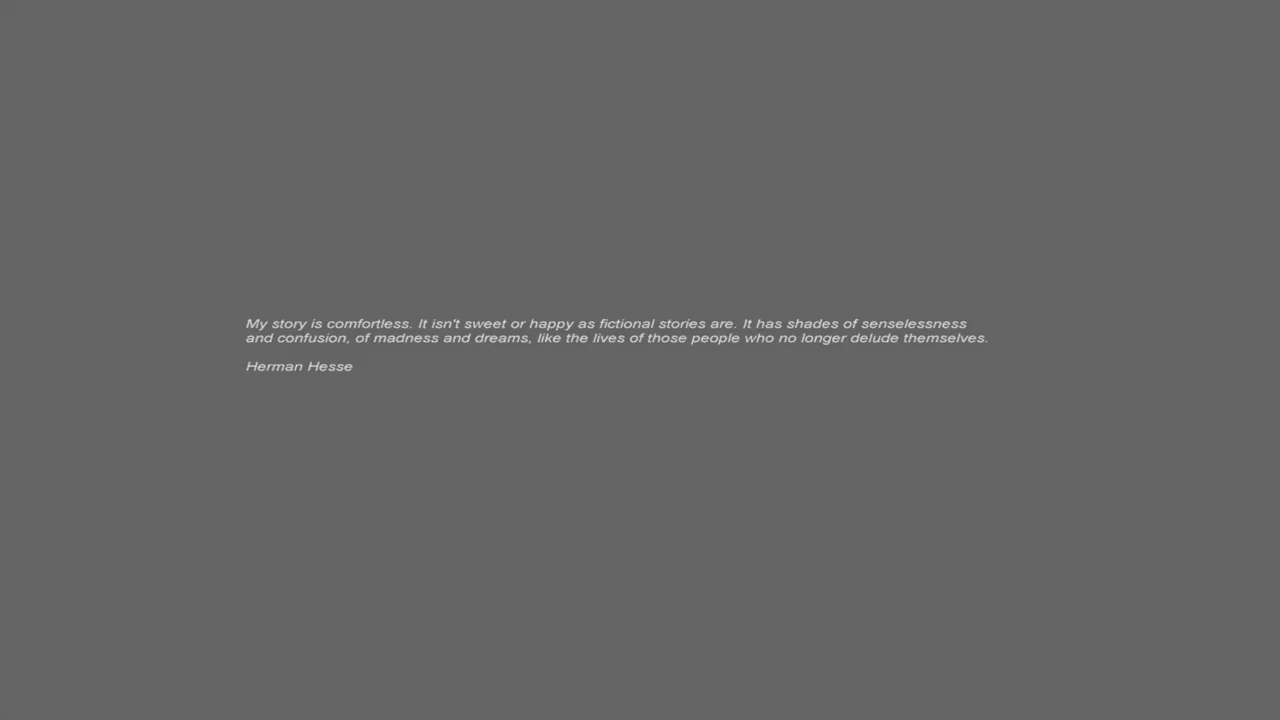 My story is comfortless. It isn't sweet or happy as fictional stories are. It has shades of senselessness
and confusion, of madness and dreams, like the lives of those people who no longer delude themselves.
Herman Hesse